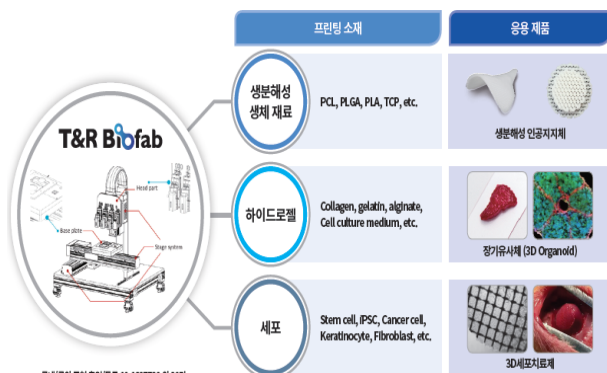 프린팅 소재
응용 제품
T&R Biofab
Head part
Base plate
Stage system
생분해성
생체 재료
PCL, PLGA, PLA, TCP, etc.
생분해성 인공지지체
하이드로젤
Collagen, gelatin, alginate,
Cell culture medium, etc.
장기유사체 (3D Organoid)
세포
Stem cell, iPSC, Cancer cell,
Keratinocyte, Fibroblast, etc.
3D세포치료제